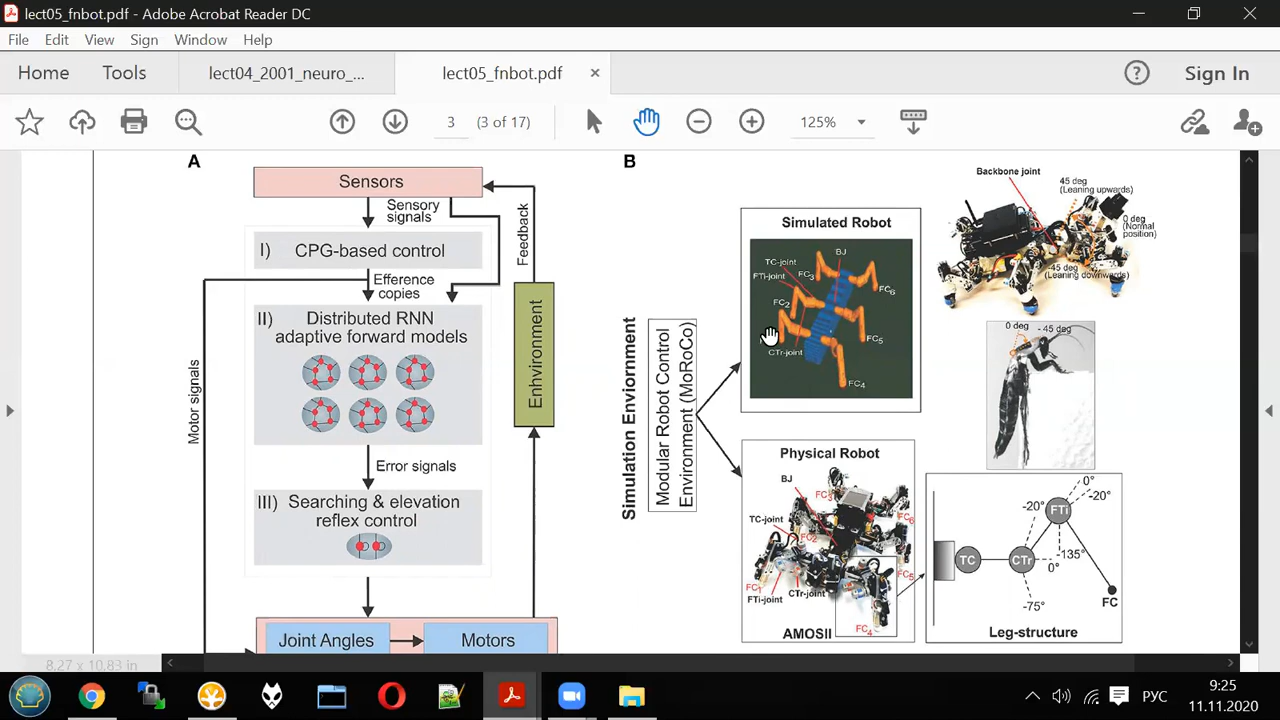 lect05_fnbot.pdf - Adobe Acrobat Reader DC
File Edit View Sign Window Help
Home Tools lect04_2001_neuro_... lect05_fnbot.pdf × Sign In
3 (3 of 17) 125%
A
Sensors
Sensory
signals
I) CPG-based control
Efference
copies
II) Distributed RNN
adaptive forward models
Error signals
III) Searching & elevation
reflex control
Joint Angles
Motors
Motor signals
Feedback
Enhvironment
B
Simulation Enviornment
Modular Robot Control
Environment (MoRoCo)
Simulated Robot
BJ
TC-joint
FTi-joint
FC3
FC6
FC2
FC5
CTr-joint
FC4
Physical Robot
BJ
FC3
TC-joint
FC2
FC6
FC5
FC1
CTr-joint
FTi-joint
FC4
AMOSII
Backbone joint
45 deg
(Leaning upwards)
0 deg
(Normal
position)
-45 deg
(Leaning downwards)
0 deg
- 45 deg
0°
-20°
-20°
FTi
TC
CTr
-135°
0°
-75°
FC
Leg-structure
8,27 x 10,83 in
РУС
9:25
11.11.2020